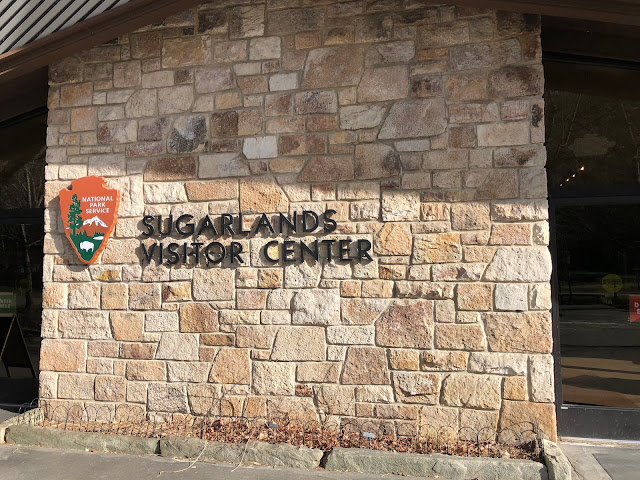 NATIONAL
PARK
SERVICE
SUGARLANDS
VISITOR CENTER